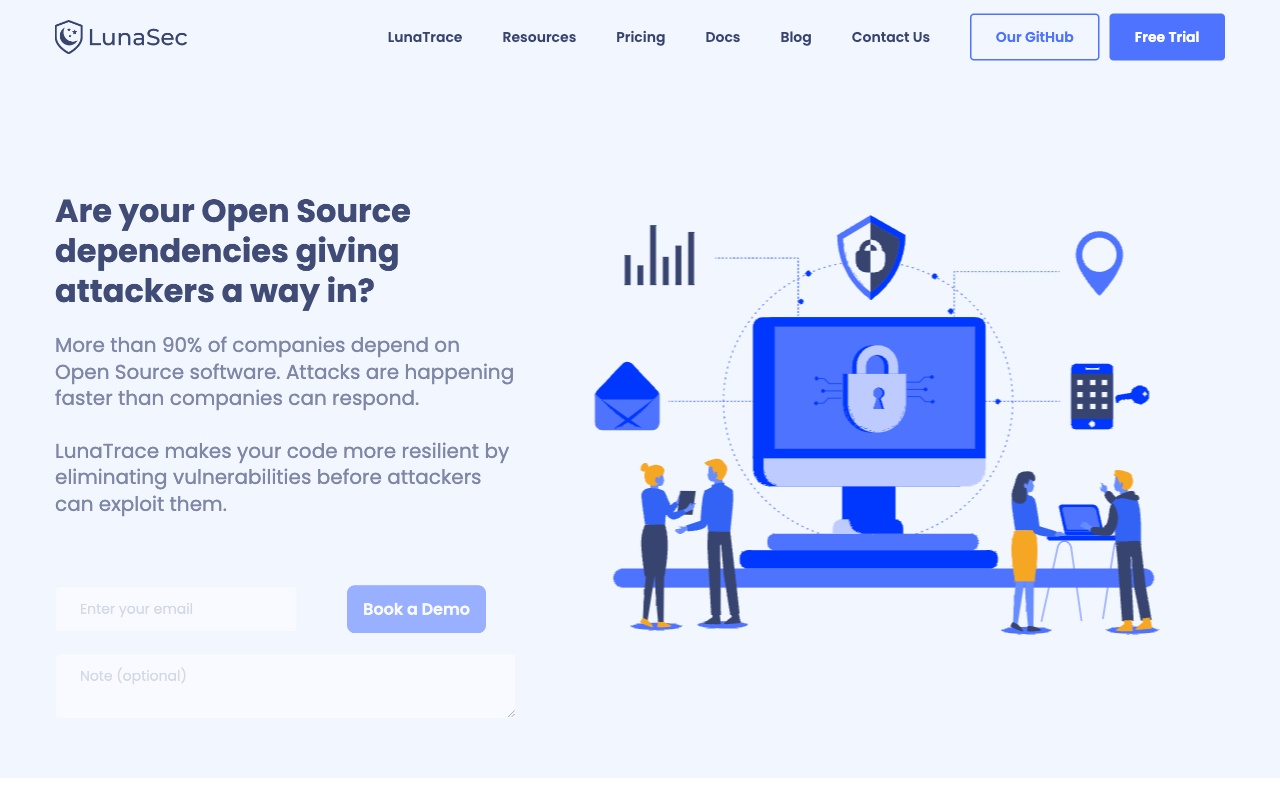 LunaSec
LunaTrace
Resources
Pricing
Docs
Blog
Contact Us
Our GitHub
Free Trial
Are your Open Source
dependencies giving
attackers a way in?
More than 90% of companies depend on
Open Source software. Attacks are happening
faster than companies can respond.
LunaTrace makes your code more resilient by
eliminating vulnerabilities before attackers
can exploit them.
Enter your email
Book a Demo
Note (optional)